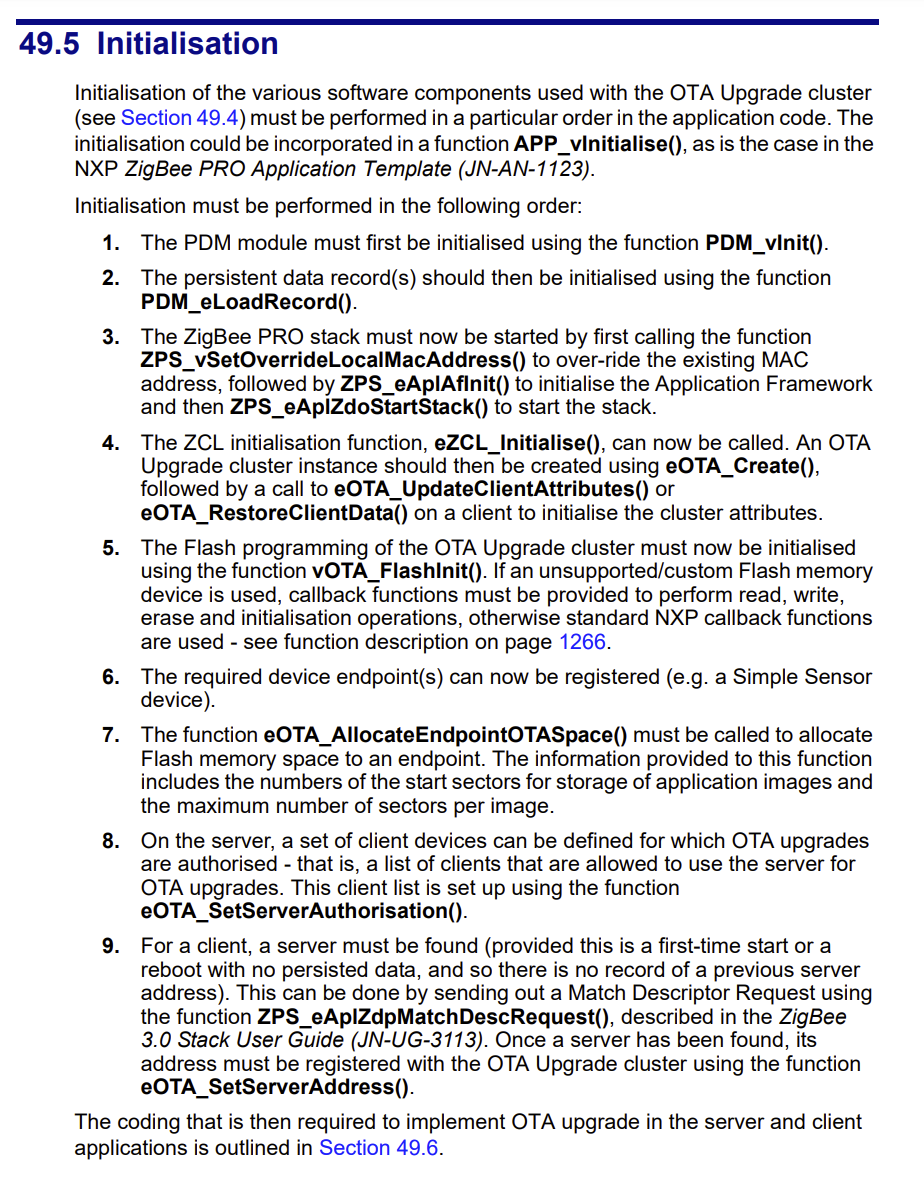 49.5 Initialisation
Initialisation of the various software components used with the OTA Upgrade cluster
(see Section 49.4) must be performed in a particular order in the application code. The
initialisation could be incorporated in a function APP_vInitialise(), as is the case in the
NXP ZigBee PRO Application Template (JN-AN-1123).
Initialisation must be performed in the following order:
1. The PDM module must first be initialised using the function PDM_vInit().
2. The persistent data record(s) should then be initialised using the function
PDM_eLoadRecord().
3. The ZigBee PRO stack must now be started by first calling the function
ZPS_vSetOverrideLocalMacAddress() to over-ride the existing MAC
address, followed by ZPS_eAplAfInit() to initialise the Application Framework
and then ZPS_eAplZdoStartStack() to start the stack.
4. The ZCL initialisation function, eZCL_Initialise(), can now be called. An OTA
Upgrade cluster instance should then be created using eOTA_Create(),
followed by a call to eOTA_UpdateClientAttributes() or
eOTA_RestoreClientData() on a client to initialise the cluster attributes.
5. The Flash programming of the OTA Upgrade cluster must now be initialised
using the function vOTA_FlashInit(). If an unsupported/custom Flash memory
device is used, callback functions must be provided to perform read, write,
erase and initialisation operations, otherwise standard NXP callback functions
are used - see function description on page 1266.
6. The required device endpoint(s) can now be registered (e.g. a Simple Sensor
device).
7. The function eOTA_AllocateEndpointOTASpace() must be called to allocate
Flash memory space to an endpoint. The information provided to this function
includes the numbers of the start sectors for storage of application images and
the maximum number of sectors per image.
8. On the server, a set of client devices can be defined for which OTA upgrades
are authorised - that is, a list of clients that are allowed to use the server for
OTA upgrades. This client list is set up using the function
eOTA_SetServerAuthorisation().
9. For a client, a server must be found (provided this is a first-time start or a
reboot with no persisted data, and so there is no record of a previous server
address). This can be done by sending out a Match Descriptor Request using
the function ZPS_eAplZdpMatchDescRequest(), described in the ZigBee
3.0 Stack User Guide (JN-UG-3113). Once a server has been found, its
address must be registered with the OTA Upgrade cluster using the function
eOTA_SetServerAddress().
The coding that is then required to implement OTA upgrade in the server and client
applications is outlined in Section 49.6.